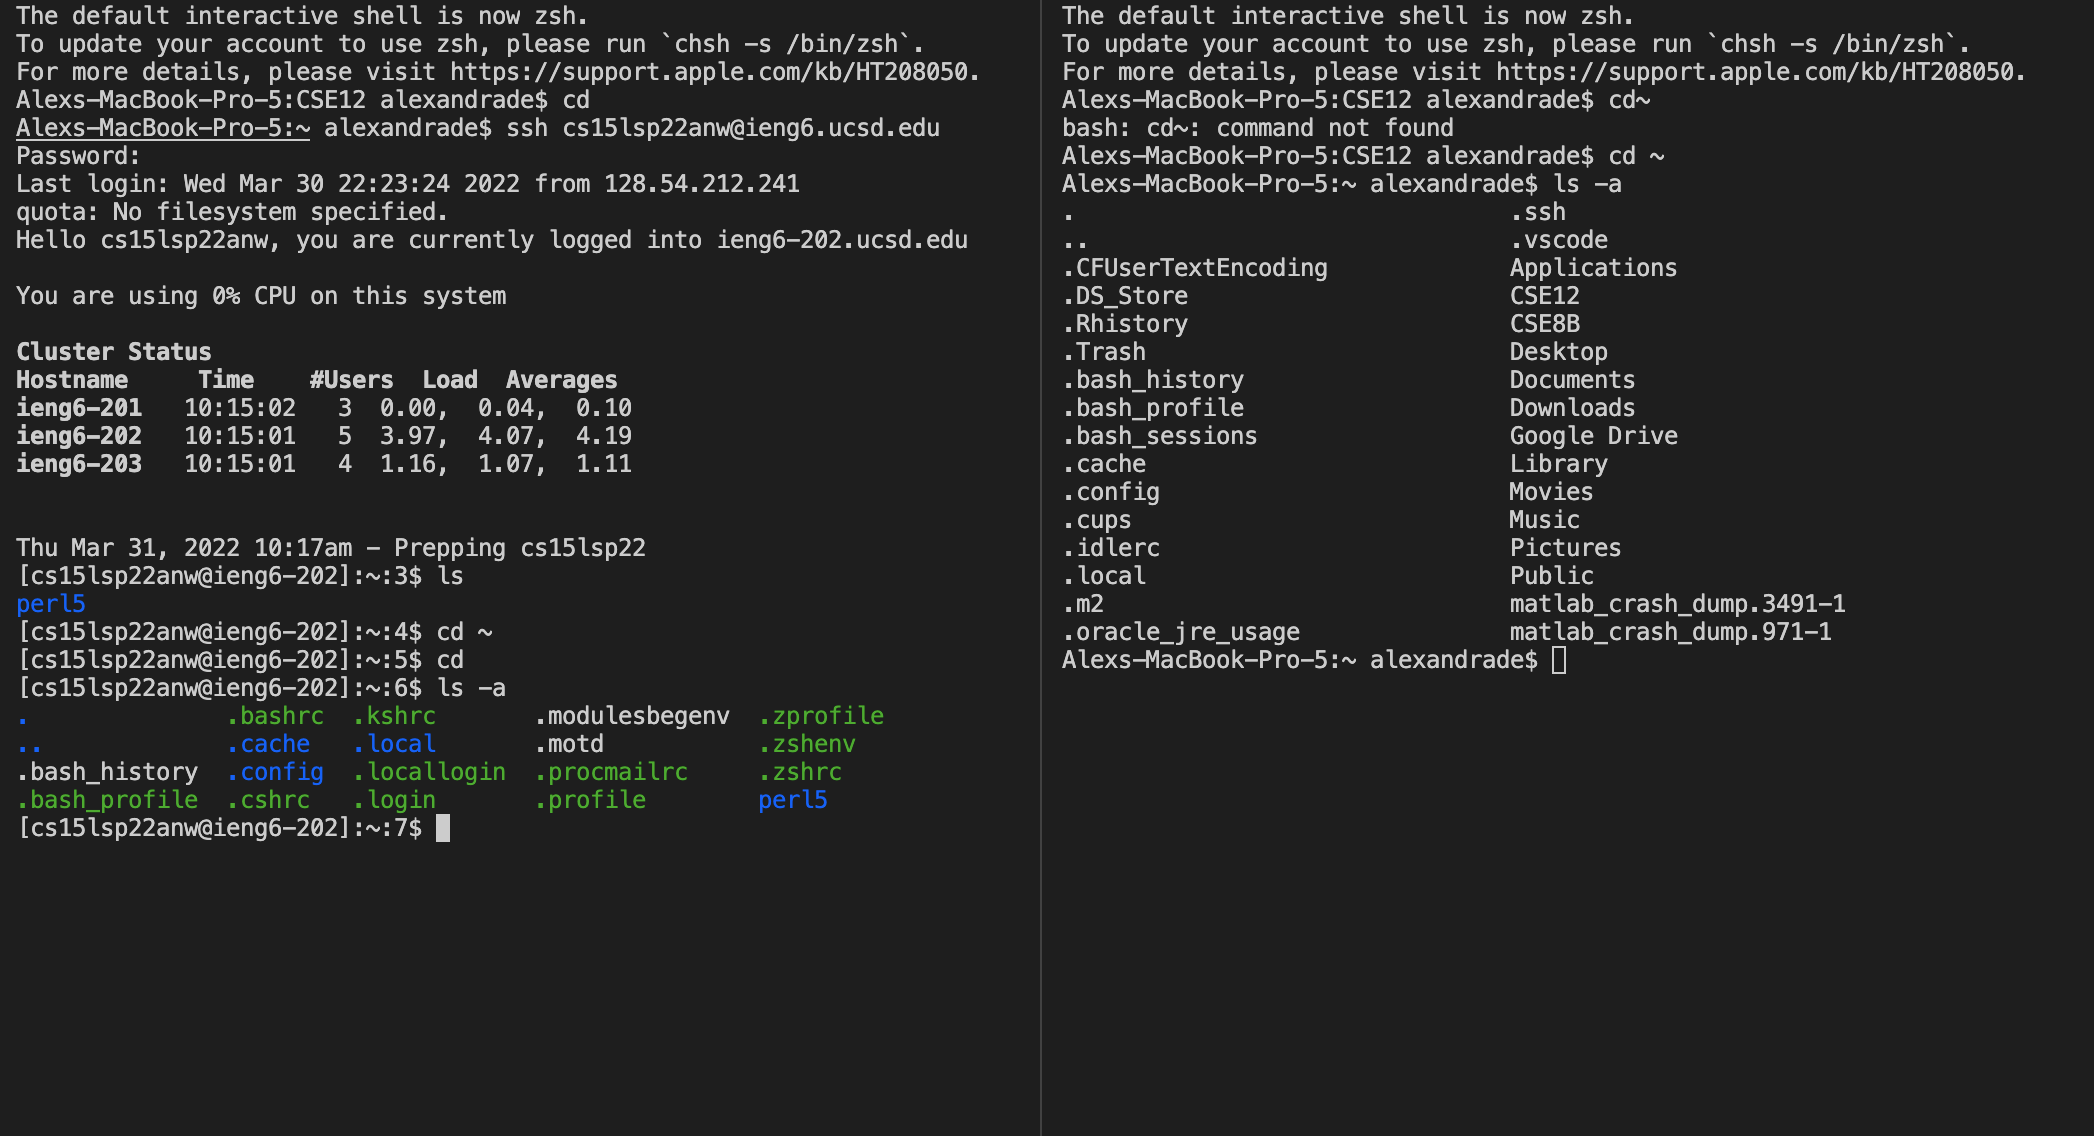 The default interactive shell is now zsh.
To update your account to use zsh, please run `chsh -s /bin/zsh`.
For more details, please visit https://support.apple.com/kb/HT208050.
Alexs-MacBook-Pro-5:CSE12 alexandrade$ cd
Alexs-MacBook-Pro-5:~ alexandrade$ ssh cs15lsp22anw@ieng6.ucsd.edu
Password:
Last login: Wed Mar 30 22:23:24 2022 from 128.54.212.241
quota: No filesystem specified.
Hello cs15lsp22anw, you are currently logged into ieng6-202.ucsd.edu
You are using 0% CPU on this system
Cluster Status
Hostname     Time    #Users  Load  Averages
ieng6-201   10:15:02   3  0.00,  0.04,  0.10
ieng6-202   10:15:01   5  3.97,  4.07,  4.19
ieng6-203   10:15:01   4  1.16,  1.07,  1.11
Thu Mar 31, 2022 10:17am - Prepping cs15lsp22
[cs15lsp22anw@ieng6-202]:~:3$ ls
perl5
[cs15lsp22anw@ieng6-202]:~:4$ cd ~
[cs15lsp22anw@ieng6-202]:~:5$ cd
[cs15lsp22anw@ieng6-202]:~:6$ ls -a
.              .bashrc  .kshrc       .modulesbegenv  .zprofile
..             .cache   .local       .motd           .zshenv
.bash_history  .config  .locallogin  .procmailrc     .zshrc
.bash_profile  .cshrc   .login       .profile        perl5
[cs15lsp22anw@ieng6-202]:~:7$
The default interactive shell is now zsh.
To update your account to use zsh, please run `chsh -s /bin/zsh`.
For more details, please visit https://support.apple.com/kb/HT208050.
Alexs-MacBook-Pro-5:CSE12 alexandrade$ cd~
bash: cd~: command not found
Alexs-MacBook-Pro-5:CSE12 alexandrade$ cd ~
Alexs-MacBook-Pro-5:~ alexandrade$ ls -a
.                               .ssh
..                              .vscode
.CFUserTextEncoding             Applications
.DS_Store                       CSE12
.Rhistory                       CSE8B
.Trash                          Desktop
.bash_history                   Documents
.bash_profile                   Downloads
.bash_sessions                  Google Drive
.cache                          Library
.config                         Movies
.cups                           Music
.idlerc                         Pictures
.local                          Public
.m2                             matlab_crash_dump.3491-1
.oracle_jre_usage               matlab_crash_dump.971-1
Alexs-MacBook-Pro-5:~ alexandrade$